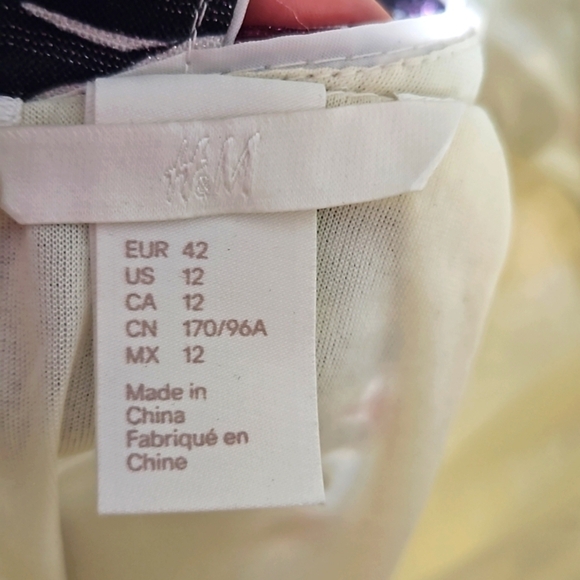 H&M
EUR 42
US 12
CA 12
CN 170/96A
MX 12
Made in
China
Fabriqué en
Chine